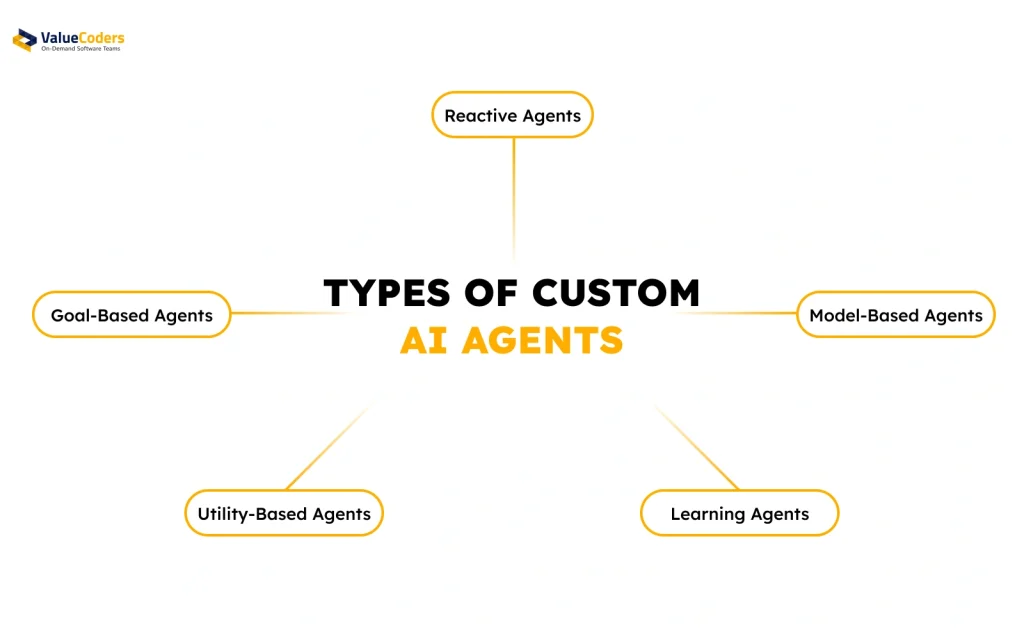 ValueCoders
On-Demand Software Teams
Reactive Agents
TYPES OF CUSTOM
AI AGENTS
Goal-Based Agents
Model-Based Agents
Utility-Based Agents
Learning Agents